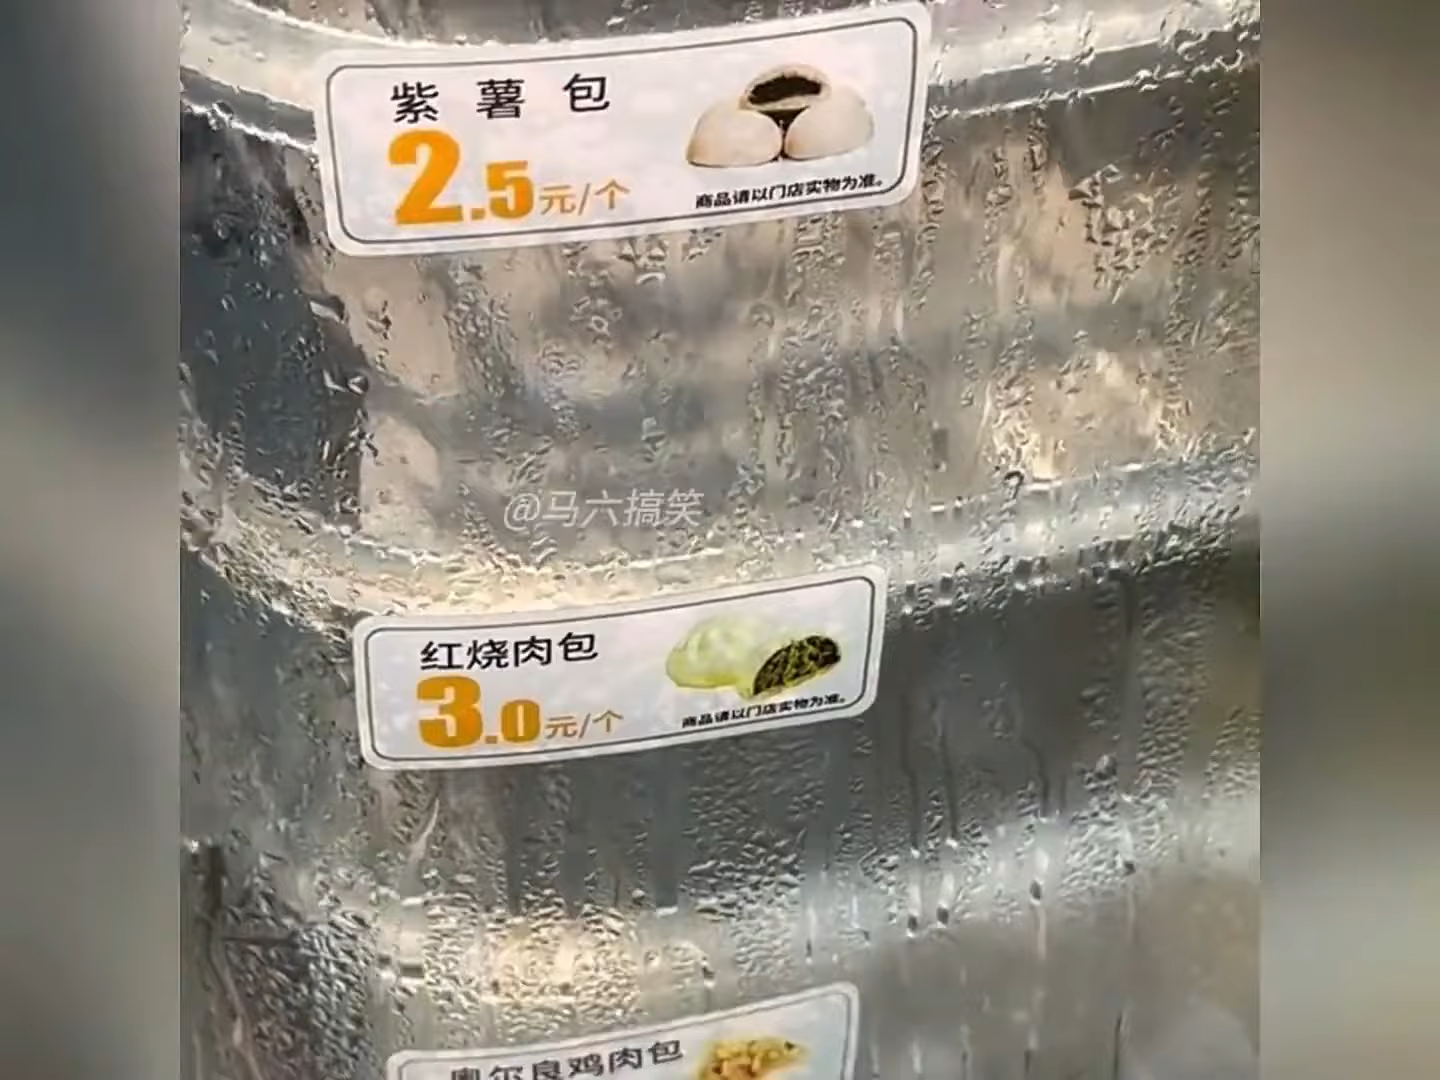 紫薯包
2.5元/个
商品请以门店实物为准。
@马六搞笑
红烧肉包
3.0元/个
商品请以门店实物为准。
奥尔良鸡肉包